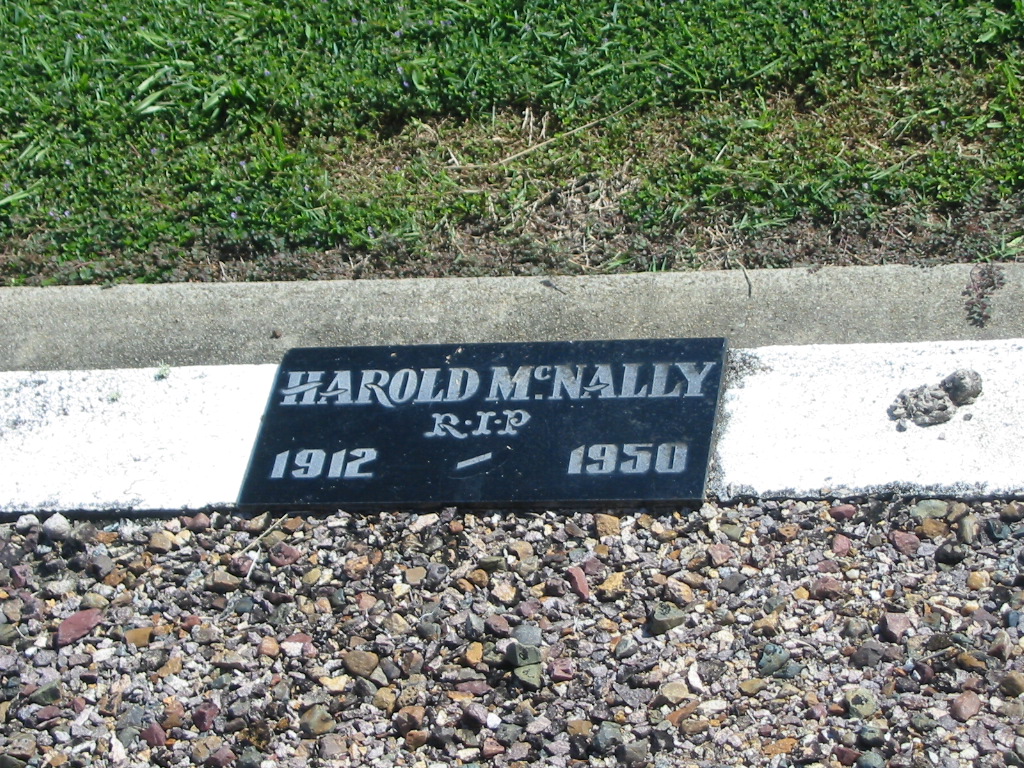 HAROLD McNALLY
R·I·P
1912 – 1950